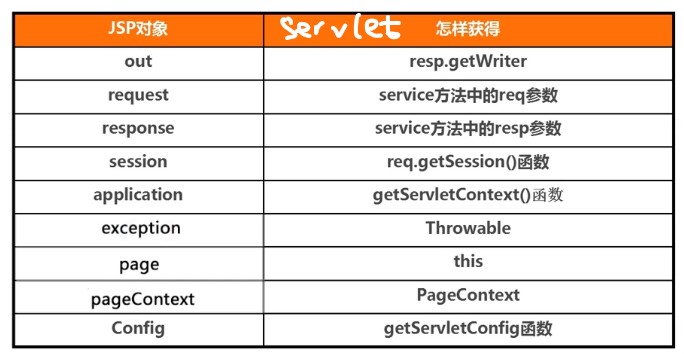 JSP对象 servlet 怎样获得
out resp.getWriter
request service方法中的req参数
response service方法中的resp参数
session req.getSession()函数
application getServletContext()函数
exception Throwable
page this
pageContext PageContext
Config getServletConfig函数